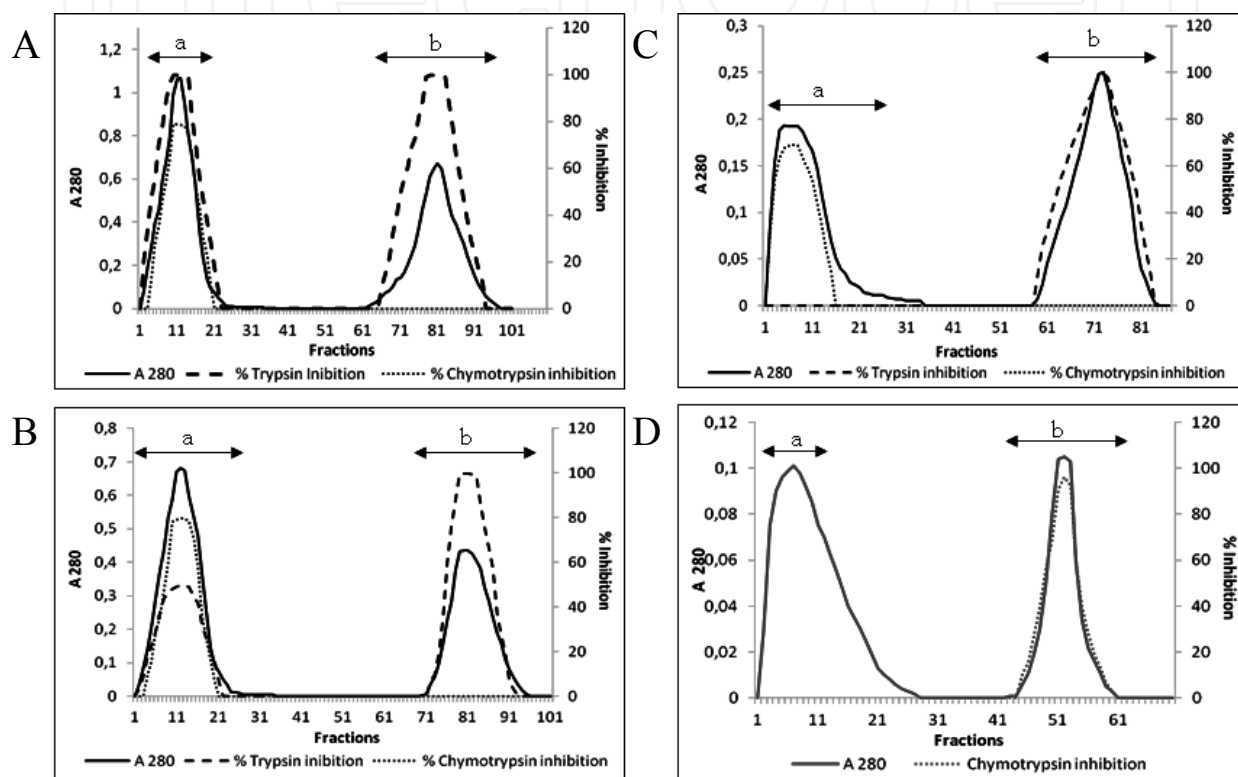 A
a
b
1,2
1
0,8
0,6
0,4
0,2
0
120
100
80
60
40
20
0
A 280
% Inhibition
1 11 21 31 41 51 61 71 81 91 101
Fractions
A 280 % Trypsin Inibition % Chymotrypsin inhibition
B
a
b
0,8
0,7
0,6
0,5
0,4
0,3
0,2
0,1
0
120
100
80
60
40
20
0
A 280
% Inhibition
1 11 21 31 41 51 61 71 81 91 101
Fractions
A 280 % Trypsin inibition % Chymotrypsin inhibition
C
a
b
0,3
0,25
0,2
0,15
0,1
0,05
0
120
100
80
60
40
20
0
A 280
% Inhibition
1 11 21 31 41 51 61 71 81
Fractions
A 280 % Trypsin inhibition % Chymotrypsin inhibition
D
a
b
0,12
0,1
0,08
0,06
0,04
0,02
0
120
100
80
60
40
20
0
A 280
% Inhibition
1 11 21 31 41 51 61
Fractions
A 280 Chymotrypsin inhibition